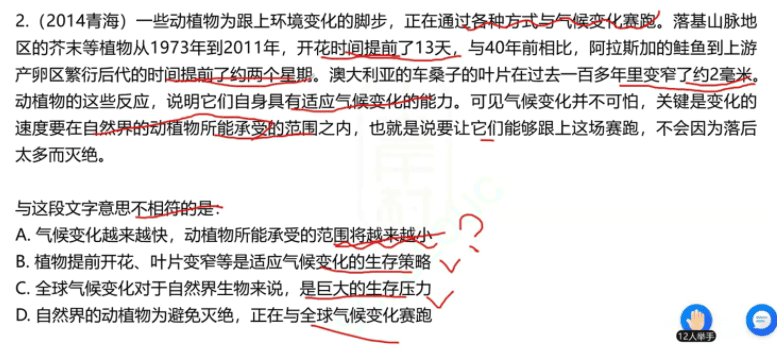 2.（2014青海）一些动植物为跟上环境变化的脚步，正在通过各种方式与气候变化赛跑。落基山脉地
区的芥末等植物从1973年到2011年，开花时间提前了13天，与40年前相比，阿拉斯加的鲑鱼到上游
产卵区繁衍后代的时间提前了约两个星期。澳大利亚的车桑子的叶片在过去一百多年里变窄了约2毫米。
动植物的这些反应，说明它们自身具有适应气候变化的能力。可见气候变化并不可怕，关键是变化的
速度要在自然界的动植物所能承受的范围之内，也就是说要让它们能够跟上这场赛跑，不会因为落后
太多而灭绝。
与这段文字意思不相符的是：
A. 气候变化越来越快，动植物所能承受的范围将越来越小
?
B. 植物提前开花、叶片变窄等是适应气候变化的生存策略
C. 全球气候变化对于自然界生物来说，是巨大的生存压力
D. 自然界的动植物为避免灭绝，正在与全球气候变化赛跑
12人举手